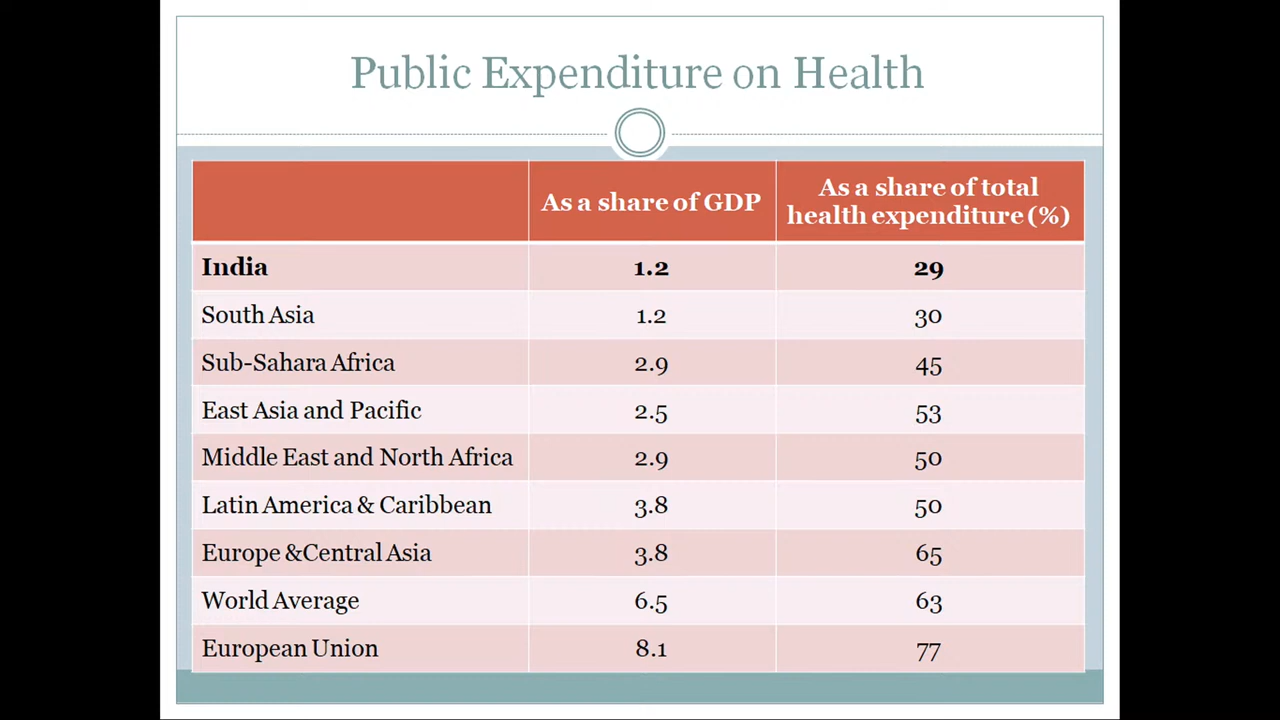 Public Expenditure on Health
As a share of GDP
As a share of total
health expenditure (%)
India 1.2 29
South Asia 1.2 30
Sub-Sahara Africa 2.9 45
East Asia and Pacific 2.5 53
Middle East and North Africa 2.9 50
Latin America & Caribbean 3.8 50
Europe &Central Asia 3.8 65
World Average 6.5 63
European Union 8.1 77